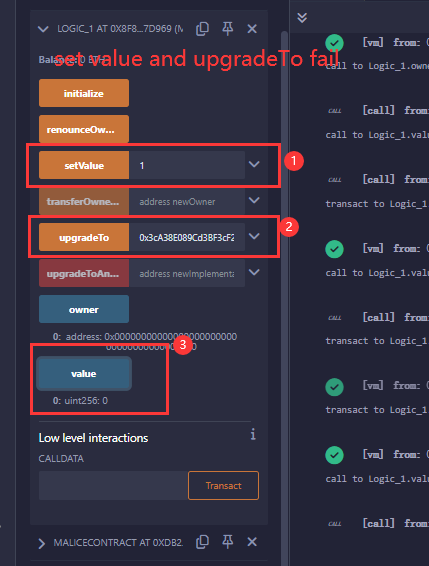 LOGIC_1 AT 0X8F8...7D969 (M
Balance: 0 ETH
set value and upgradeTo fail
initialize
renounceOw...
setValue 1
1
transferOwne... address newOwner
2
upgradeTo 0x3cA38E089Cd3BF3cF2
upgradeToAn... address newImplementa
owner
0: address: 0x00000000000000000000000
000000000000000000
3
value
0: uint256: 0
Low level interactions
i
CALLDATA
Transact
MALICECONTRACT AT 0XDB2
[vm] from: 0
call to Logic_1.owne
CALL [call] from:
call to Logic_1.valu
CALL [call] from:
transact to Logic_1.
[vm] from: 0
call to Logic_1.valu
CALL [call] from:
transact to Logic_1.
[vm] from: 0
transact to Logic_1.
[vm] from: 0
call to Logic_1.valu
CALL [call] from: